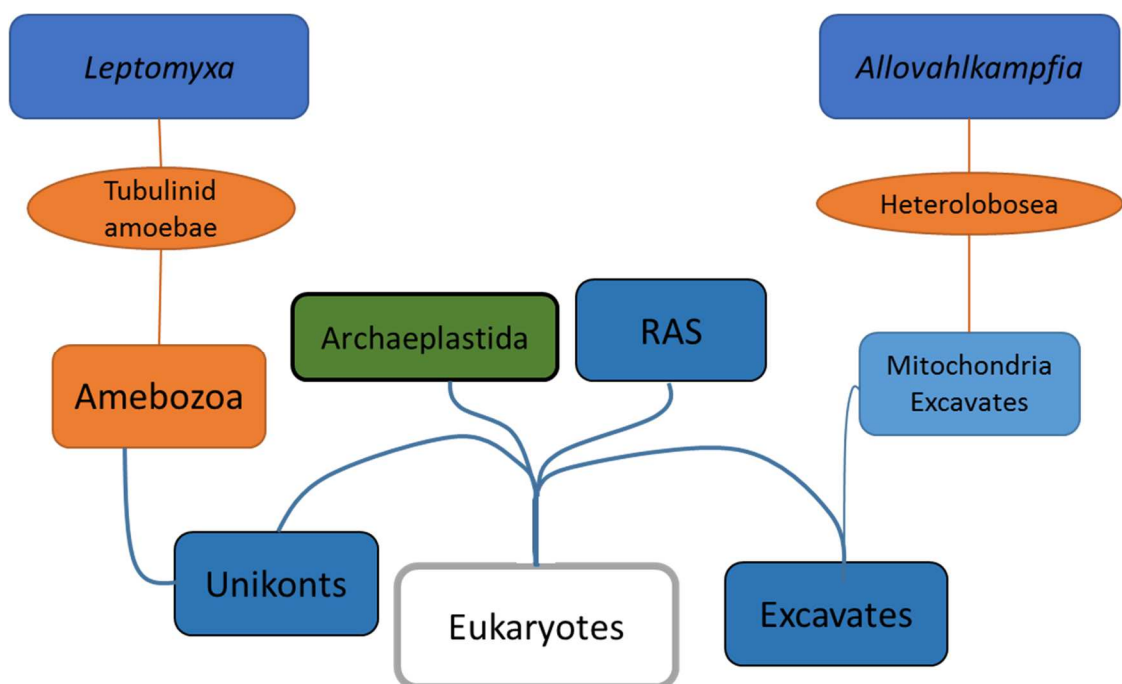 Leptomyxa
Allovahlkampfia
Tubulinid
amoebae
Heterolobosea
Archaeplastida
RAS
Mitochondria
Excavates
Amebozoa
Unikonts
Eukaryotes
Excavates